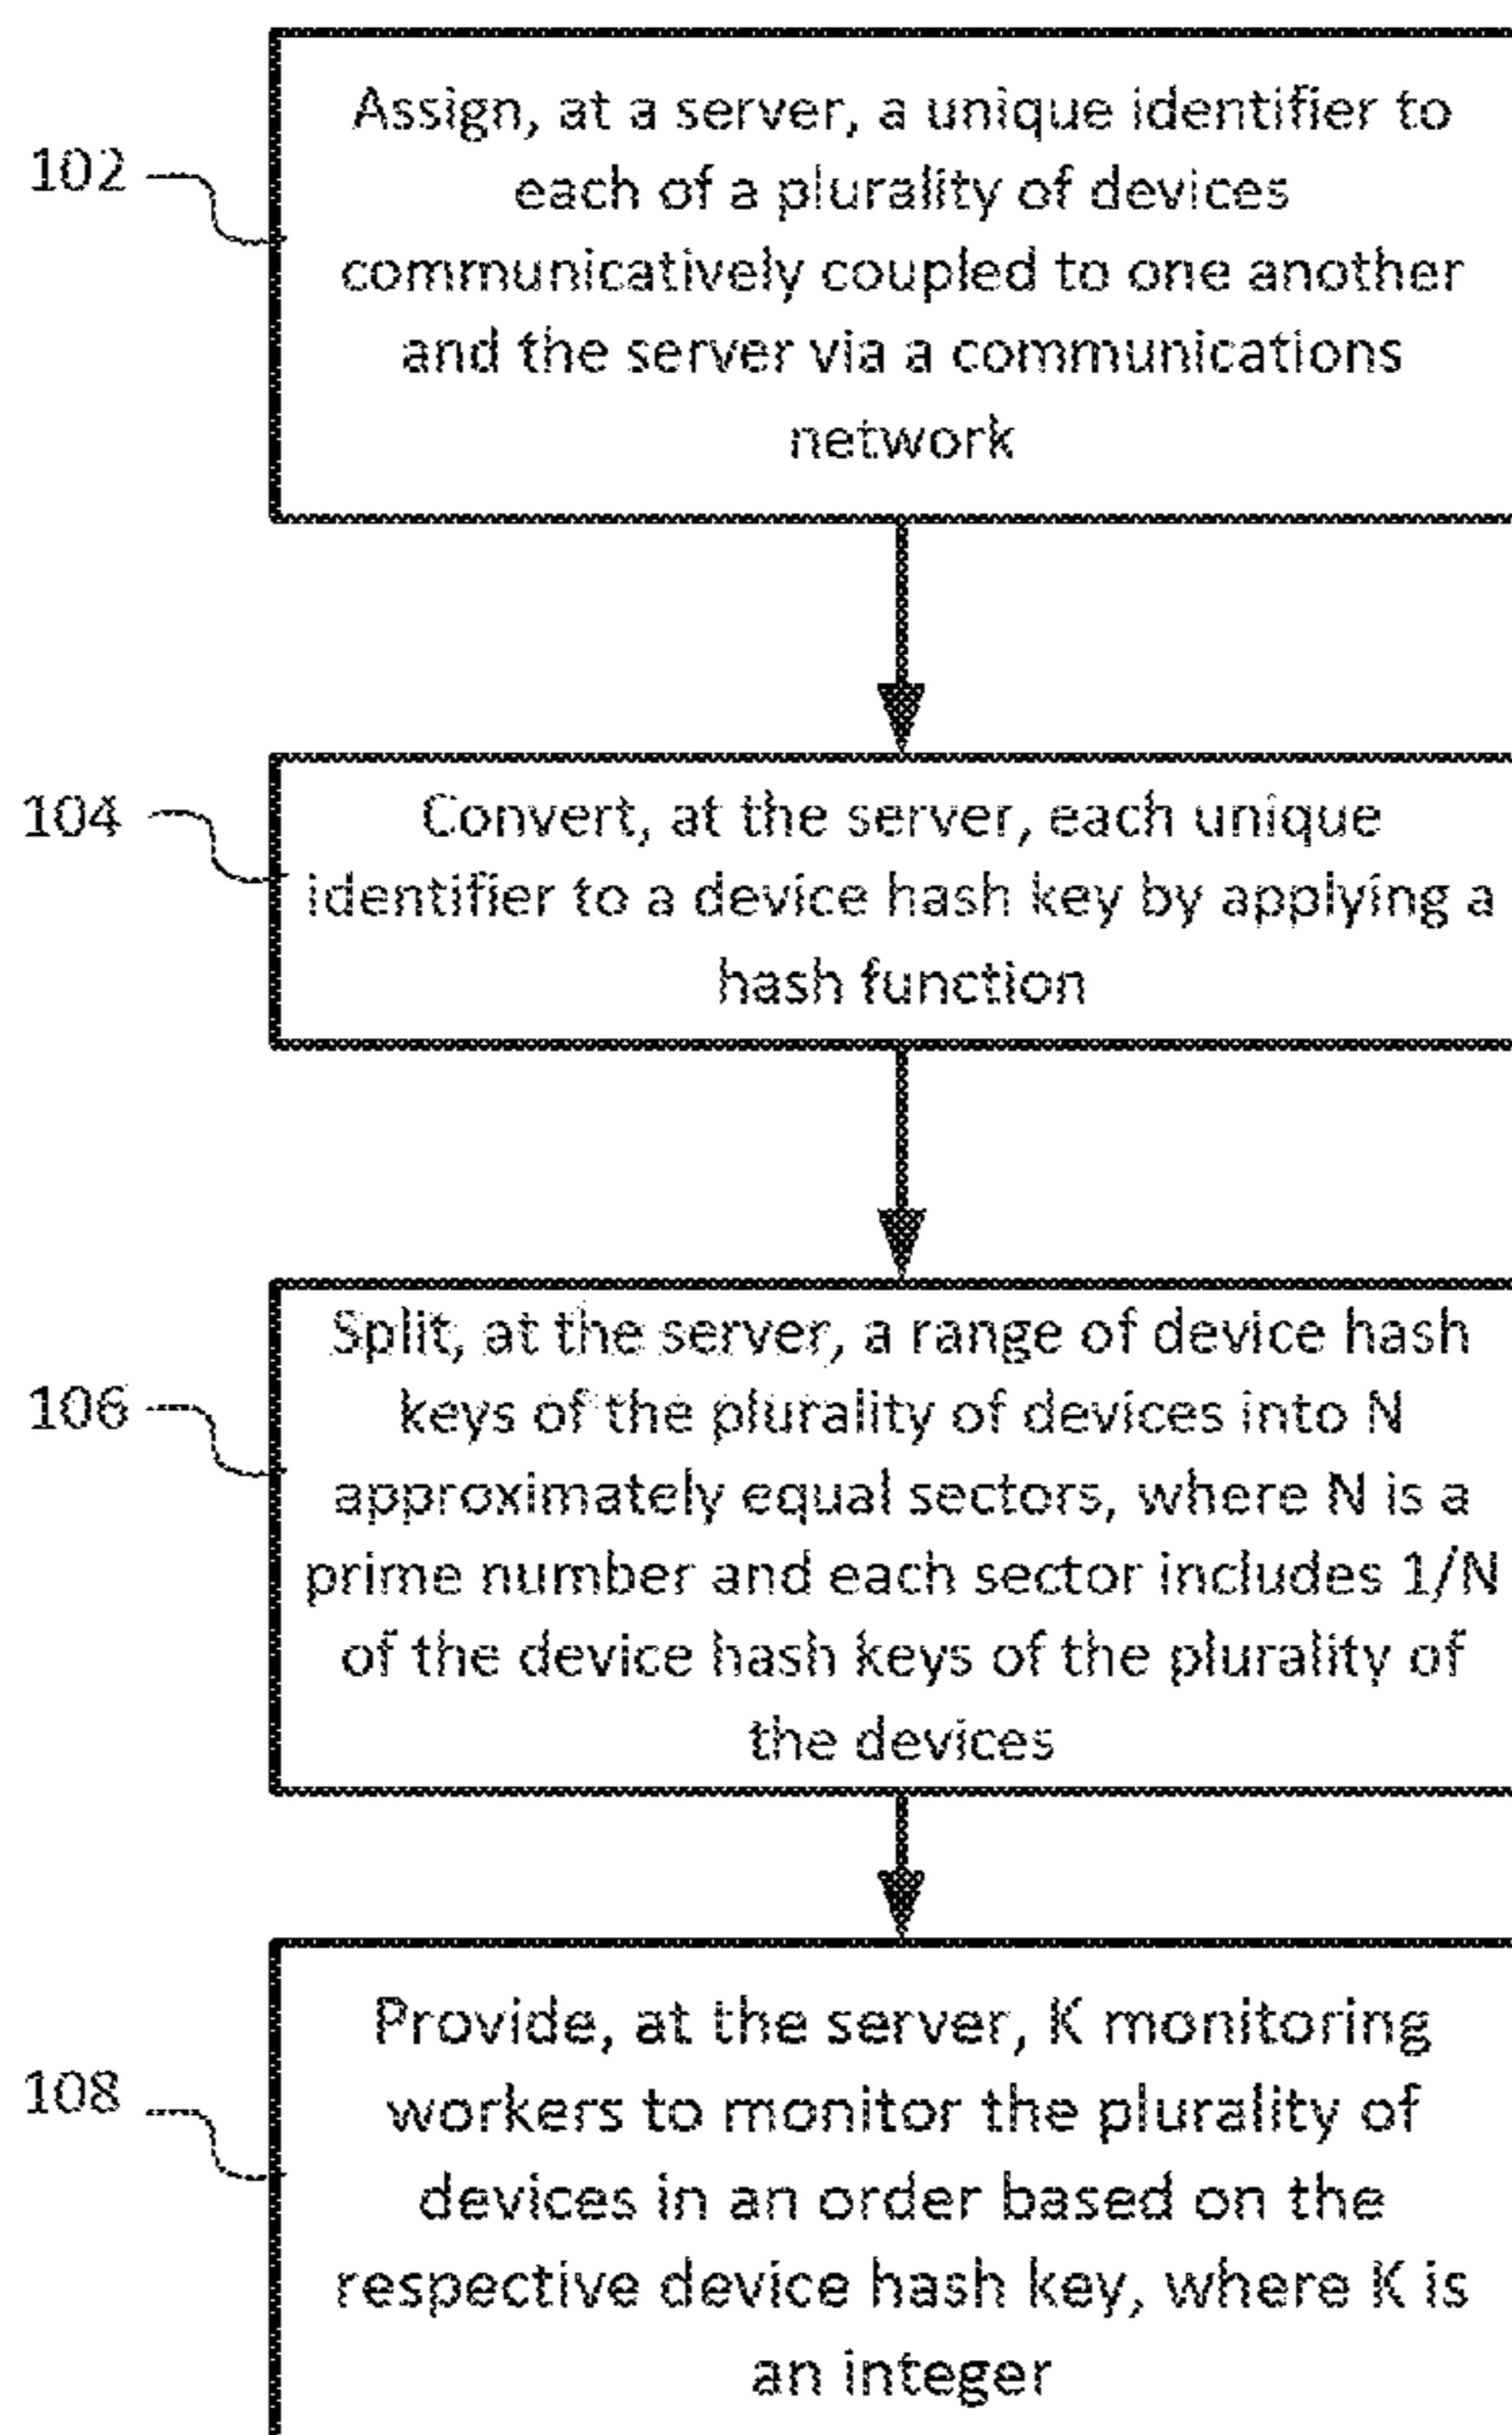 102
Assign, at a server, a unique identifier to
each of a plurality of devices
communicatively coupled to one another
and the server via a communications
network
104
Convert, at the server, each unique
identifier to a device hash key by applying a
hash function
106
Split, at the server, a range of device hash
keys of the plurality of devices into N
approximately equal sectors, where N is a
prime number and each sector includes 1/N
of the device hash keys of the plurality of
the devices
108
Provide, at the server, K monitoring
workers to monitor the plurality of
devices in an order based on the
respective device hash key, where K is
an integer